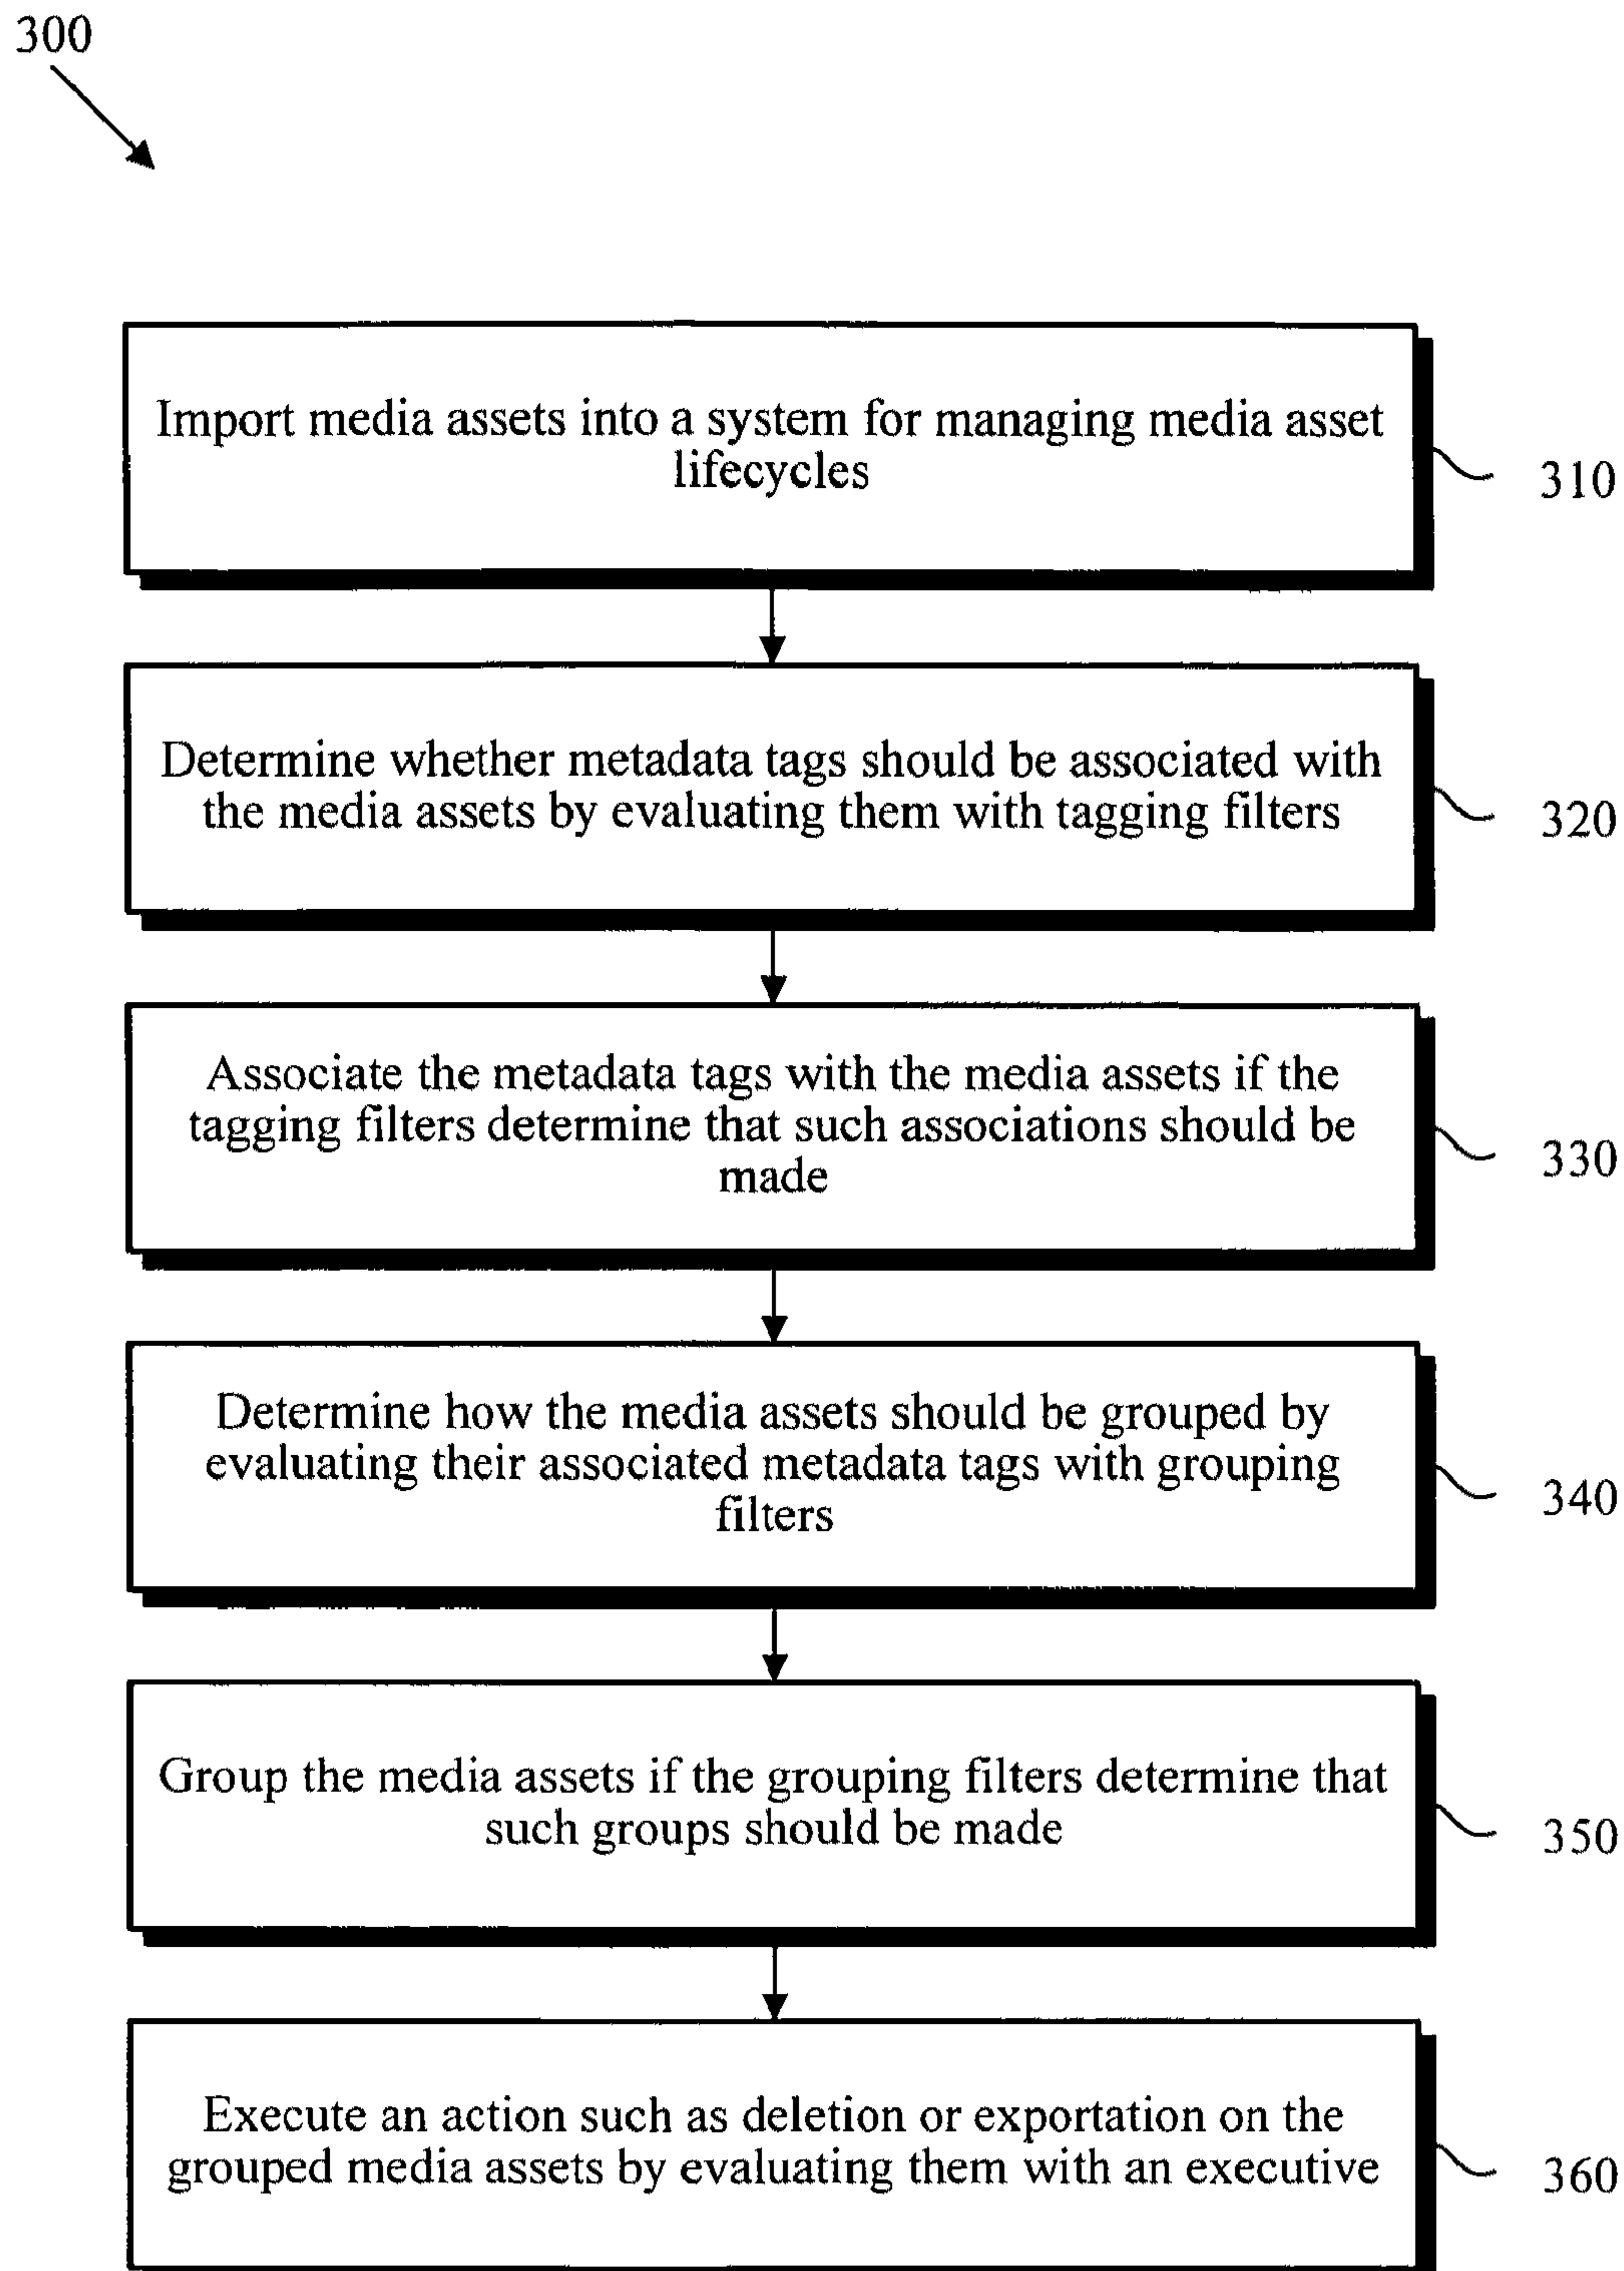 300
Import media assets into a system for managing media asset
lifecycles
310
Determine whether metadata tags should be associated with
the media assets by evaluating them with tagging filters
320
Associate the metadata tags with the media assets if the
tagging filters determine that such associations should be
made
330
Determine how the media assets should be grouped by
evaluating their associated metadata tags with grouping
filters
340
Group the media assets if the grouping filters determine that
such groups should be made
350
Execute an action such as deletion or exportation on the
grouped media assets by evaluating them with an executive
360